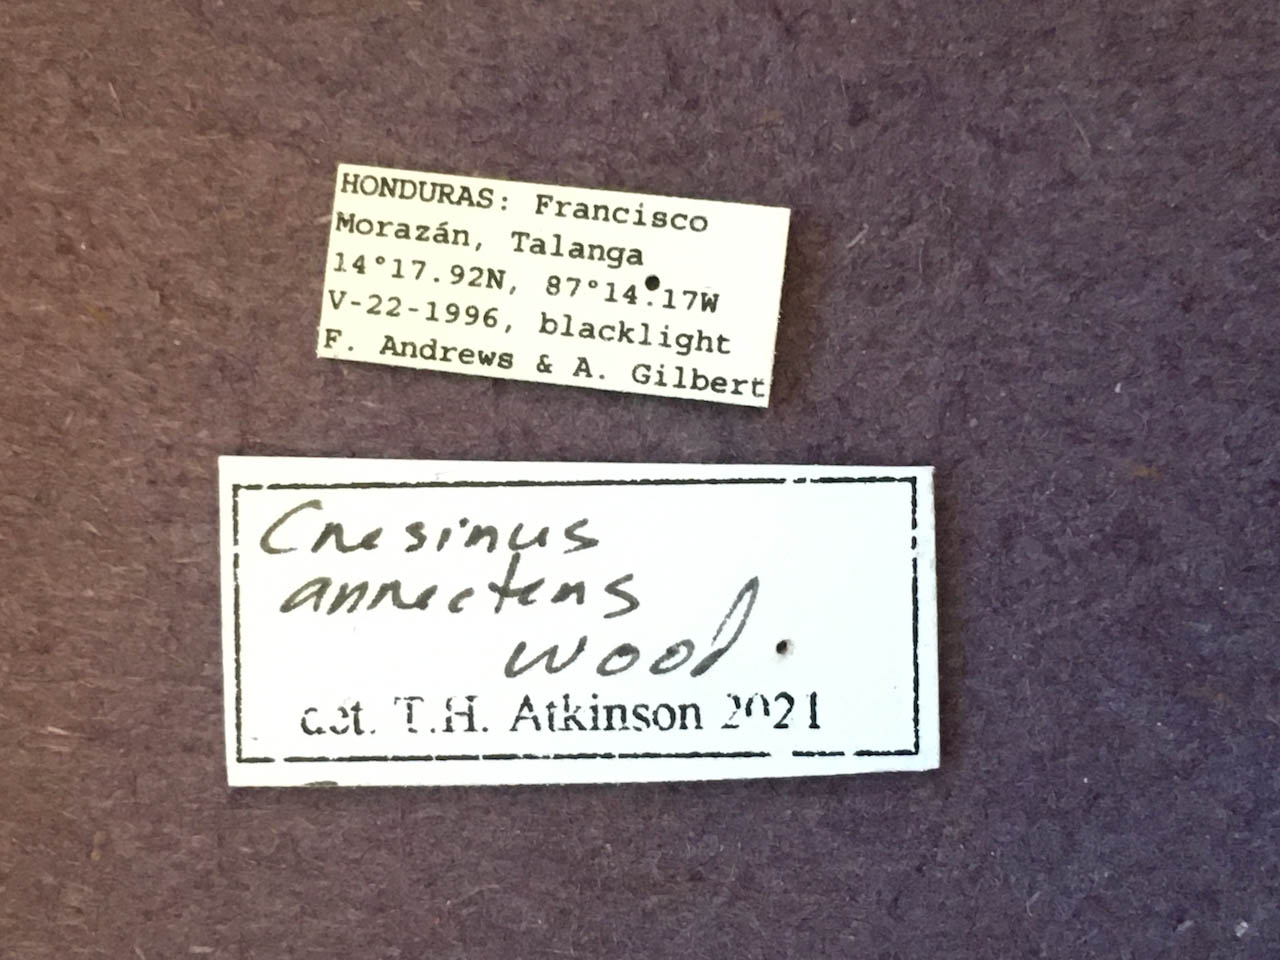 HONDURAS: Francisco
Morazán, Talanga
14°17.92N, 87°14.17W
V-22-1996, blacklight
F. Andrews & A. Gilbert
Cnesinus
annectens
Wood
det. T.H. Atkinson 2021